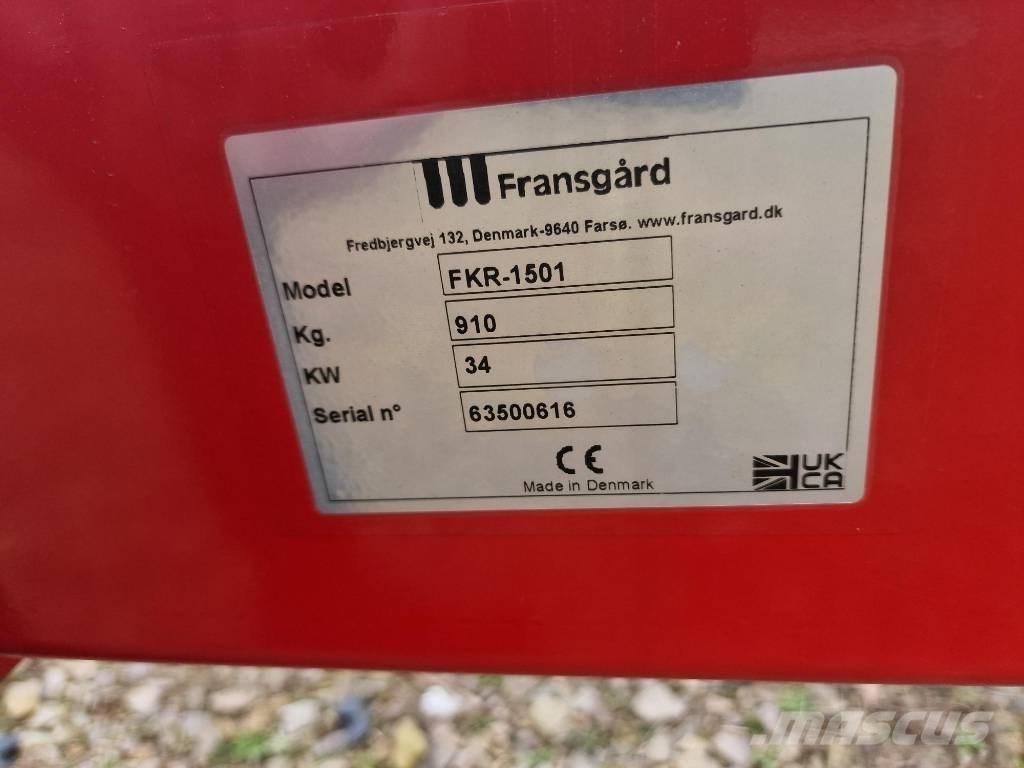 Fransgård
Fredbjergvej 132, Denmark-9640 Farsø. www.fransgard.dk
Model FKR-1501
Kg. 910
KW 34
Serial n° 63500616
CE
Made in Denmark
UK
CA
MASCUS